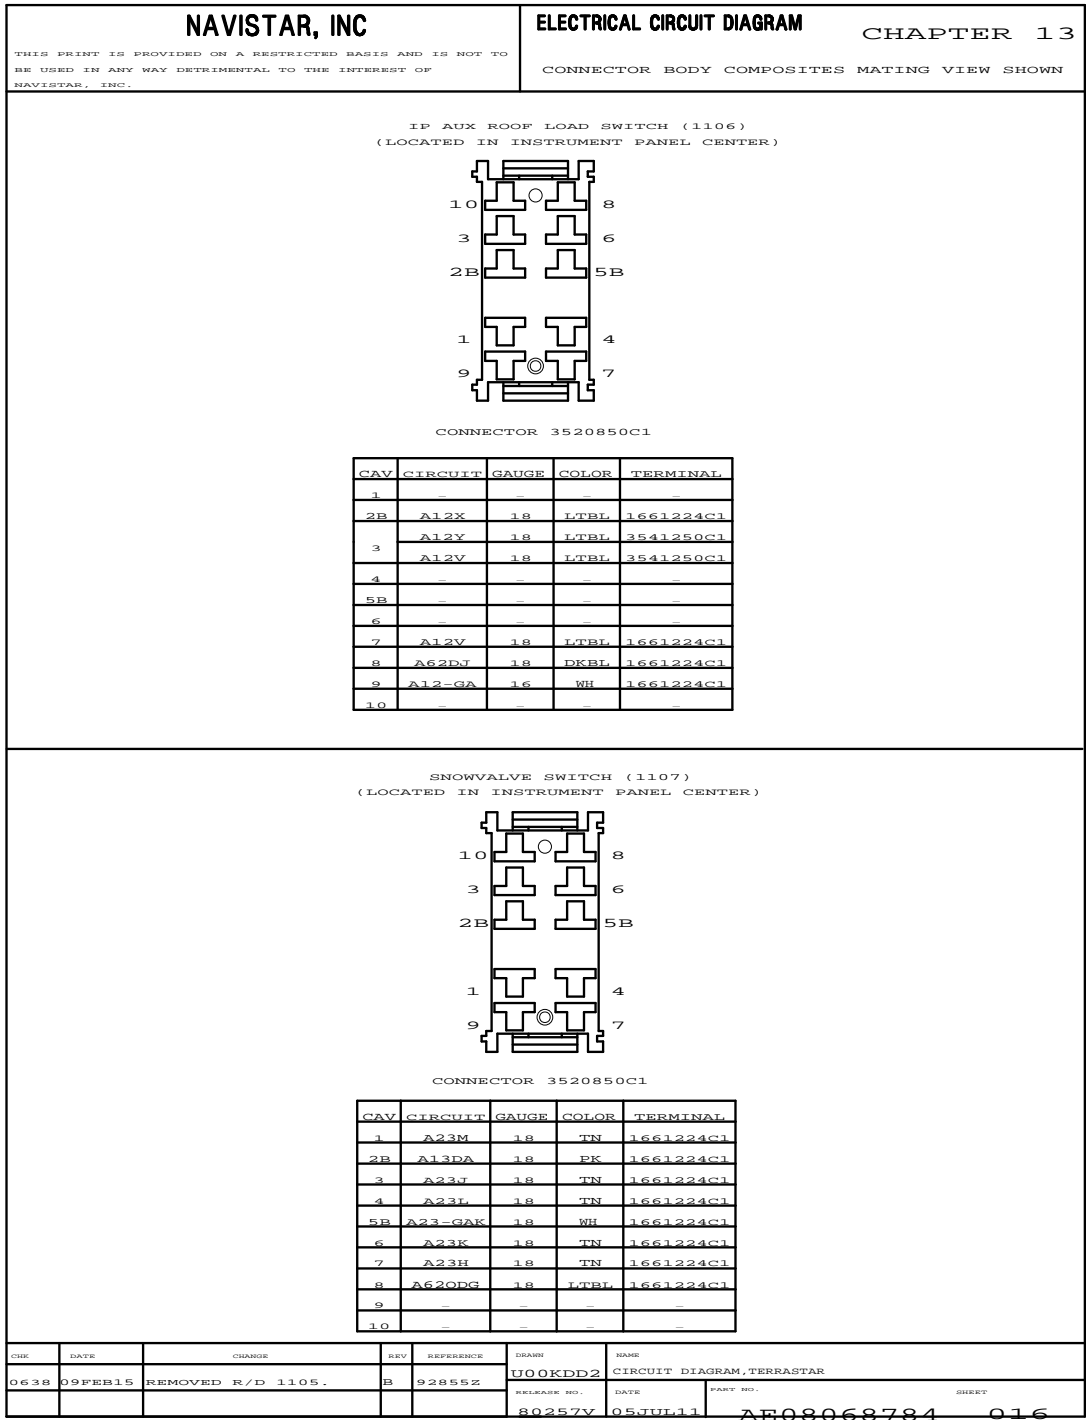 NAVISTAR, INC
THIS PRINT IS PROVIDED ON A RESTRICTED BASIS AND IS NOT TO
BE USED IN ANY WAY DETRIMENTAL TO THE INTEREST OF
NAVISTAR, INC.
ELECTRICAL CIRCUIT DIAGRAM
CHAPTER 13
CONNECTOR BODY COMPOSITES MATING VIEW SHOWN
IP AUX ROOF LOAD SWITCH (1106)
(LOCATED IN INSTRUMENT PANEL CENTER)
10 8
3 6
2B 5B
1 4
9 7
CONNECTOR 3520850C1
CAV CIRCUIT GAUGE COLOR TERMINAL
1 – – – –
2B A12X 18 LTBL 1661224C1
3 A12Y 18 LTBL 3541250C1
A12V 18 LTBL 3541250C1
4 – – – –
5B – – – –
6 – – – –
7 A12V 18 LTBL 1661224C1
8 A62DJ 18 DKBL 1661224C1
9 A12-GA 16 WH 1661224C1
10 – – – –
SNOWVALVE SWITCH (1107)
(LOCATED IN INSTRUMENT PANEL CENTER)
10 8
3 6
2B 5B
1 4
9 7
CONNECTOR 3520850C1
CAV CIRCUIT GAUGE COLOR TERMINAL
1 A23M 18 TN 1661224C1
2B A13DA 18 PK 1661224C1
3 A23J 18 TN 1661224C1
4 A23L 18 TN 1661224C1
5B A23-GAK 18 WH 1661224C1
6 A23K 18 TN 1661224C1
7 A23H 18 TN 1661224C1
8 A62ODG 18 LTBL 1661224C1
9 – – – –
10 – – – –
CHK DATE CHANGE REV REFERENCE
0638 09FEB15 REMOVED R/D 1105. B 92855Z
DRAWN
U00KDD2
NAME
CIRCUIT DIAGRAM,TERRASTAR
RELEASE NO.
80257V
DATE
05JUL11
PART NO. SHEET
AE08068784 016